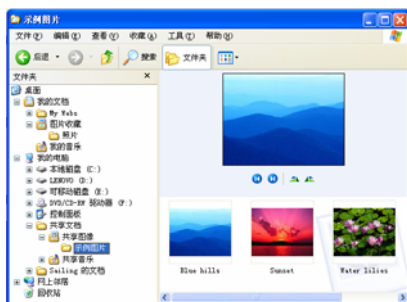 示例图片
文件(F) 编辑(E) 查看(V) 收藏(A) 工具(T) 帮助(H)
后退 搜索 文件夹
文件夹 ×
桌面
我的文档
My Webs
图片收藏
照片
我的音乐
我的电脑
本地磁盘 (C:)
LENOVO (D:)
可移动磁盘 (E:)
DVD/CD-RW 驱动器 (F:)
控制面板
共享文档
共享图像
示例图片
共享音乐
Sailing 的文档
网上邻居
回收站
Blue hills Sunset Water lilies